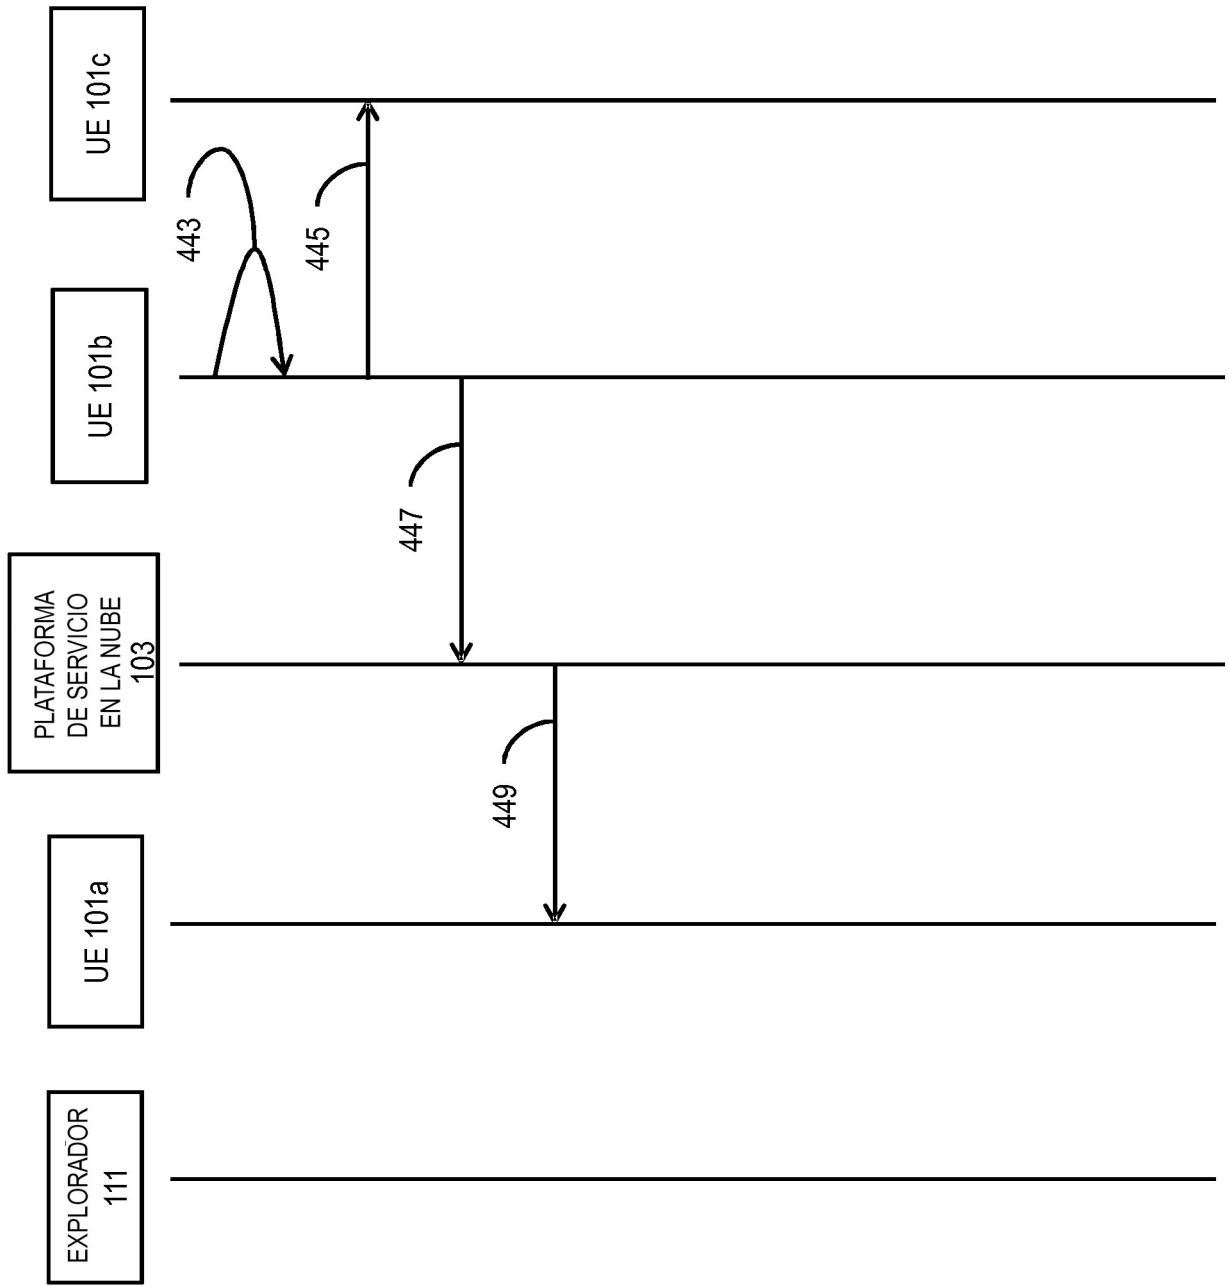 EXPLORADOR
111
UE 101a
PLATAFORMA
DE SERVICIO
EN LA NUBE
103
UE 101b
UE 101c
443
445
447
449